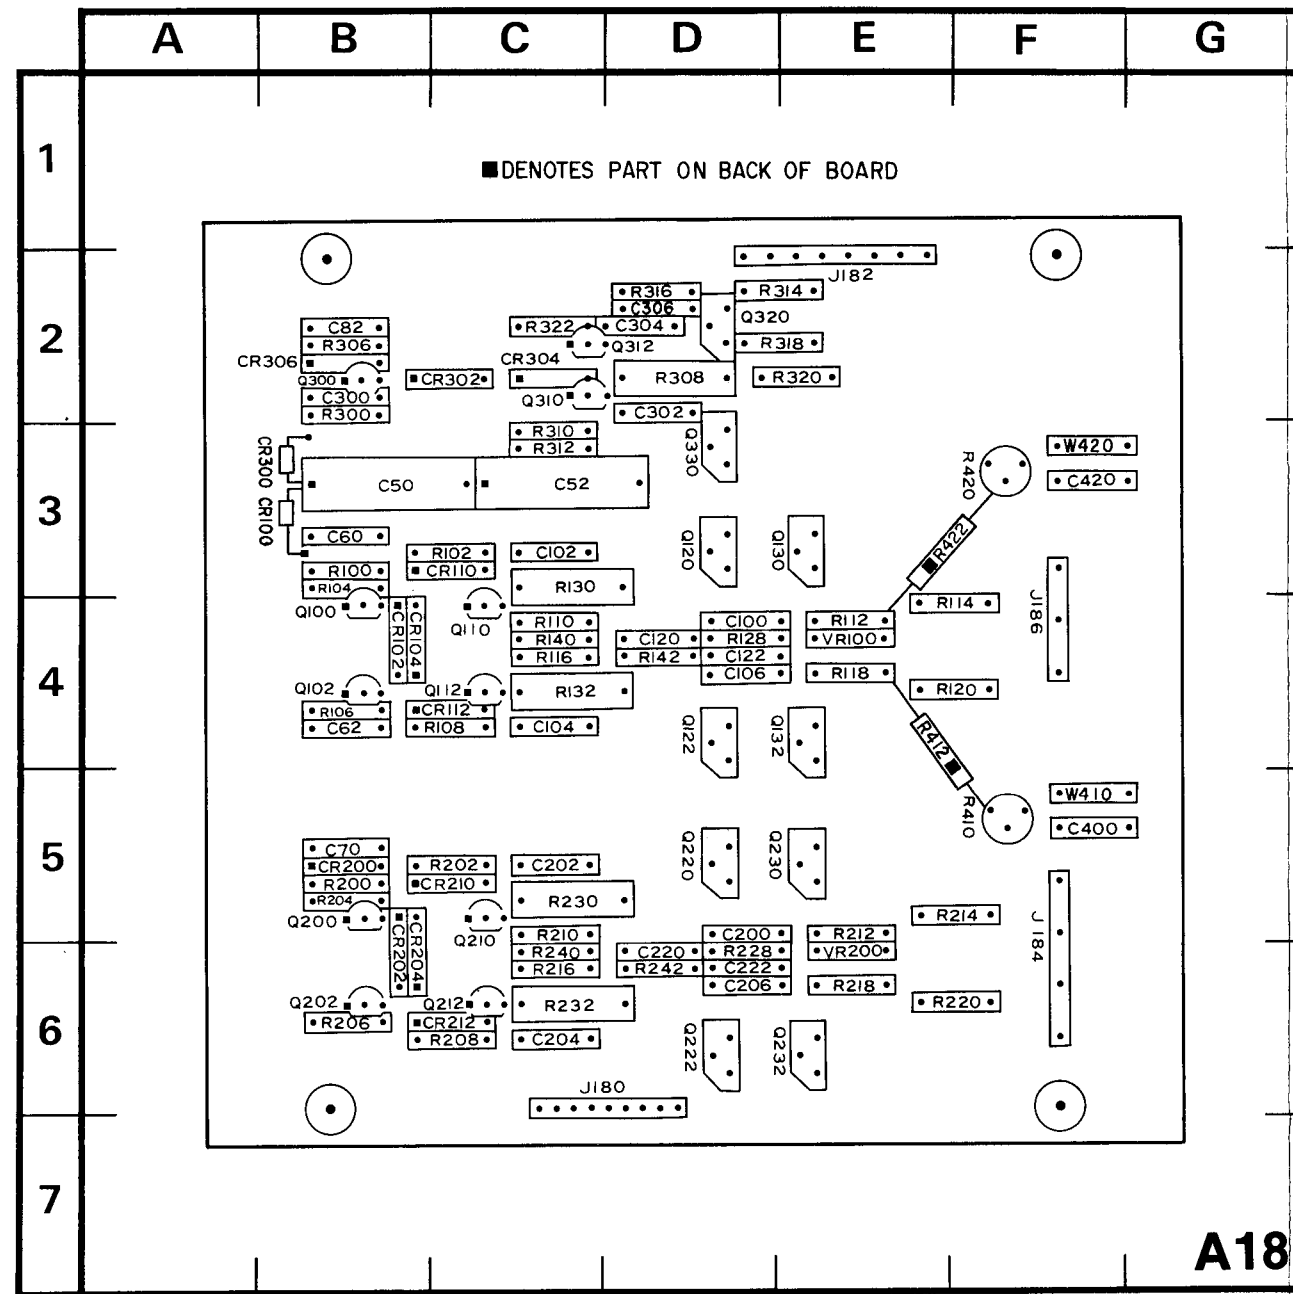 A B C D E F G
1
■DENOTES PART ON BACK OF BOARD
J182
R316 R314
C306
Q320
C82 R322 C304
2
R306 Q312 R318
CR306 CR304
Q300 CR302 R308 R320
C300 Q310
R300 C302
R310
R312
Q330
CR300
W420
R420
C50 C52 C420
3
CR100
C60
R102 C102 Q120 Q130 R422
R100 CR110
R104 R130
Q100 R114
J186
Q110 R110 C100 R112
CR102 CR104
R140 C120 R128 VR100
R116 R142 C122
C106 R118
4
Q102 Q112 R132 R120
R106 CR112
C62 R108 C104
Q122 Q132 R412
W410
R410
C400
C70
5
CR200 R202 C202 Q220 Q230
R200 CR210
R204 R230
Q200 R214
J184
Q210 R210 C200 R212
CR202 CR204
R240 C220 R228 VR200
R216 R242 C222
C206 R218
Q202 Q212 R232 R220
R206 CR212
6
R208 C204 Q222 Q232
J180
7
A18